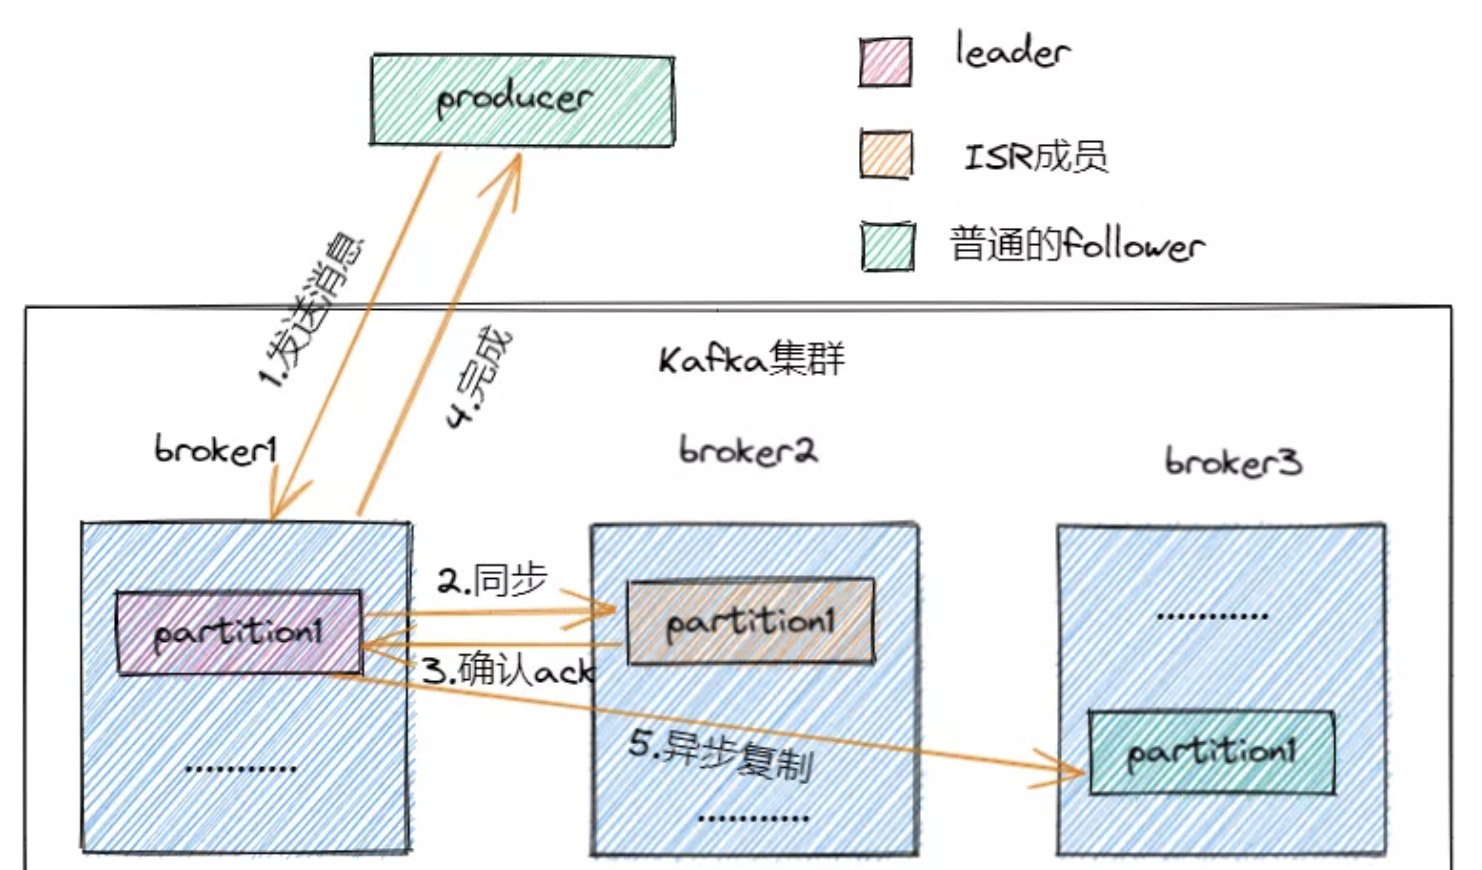 producer
leader
ISR成员
普通的follower
1.发送消息
4.完成
Kafka集群
broker1
broker2
broker3
2.同步
partition1
partition1
3.确认ack
5.异步复制
partition1
...........
...........
...........